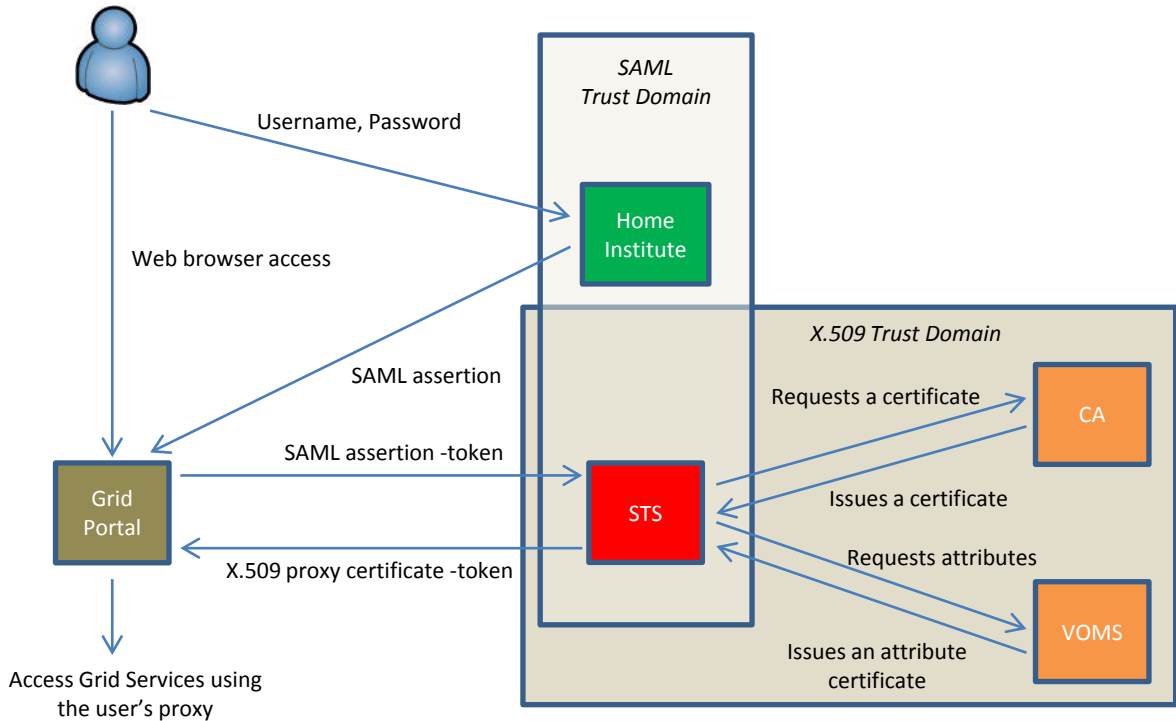 SAML
Trust Domain
Username, Password
Home
Institute
Web browser access
X.509 Trust Domain
SAML assertion
Requests a certificate
CA
SAML assertion -token
Grid
Portal
STS
Issues a certificate
X.509 proxy certificate -token
Requests attributes
VOMS
Issues an attribute
certificate
Access Grid Services using
the user's proxy